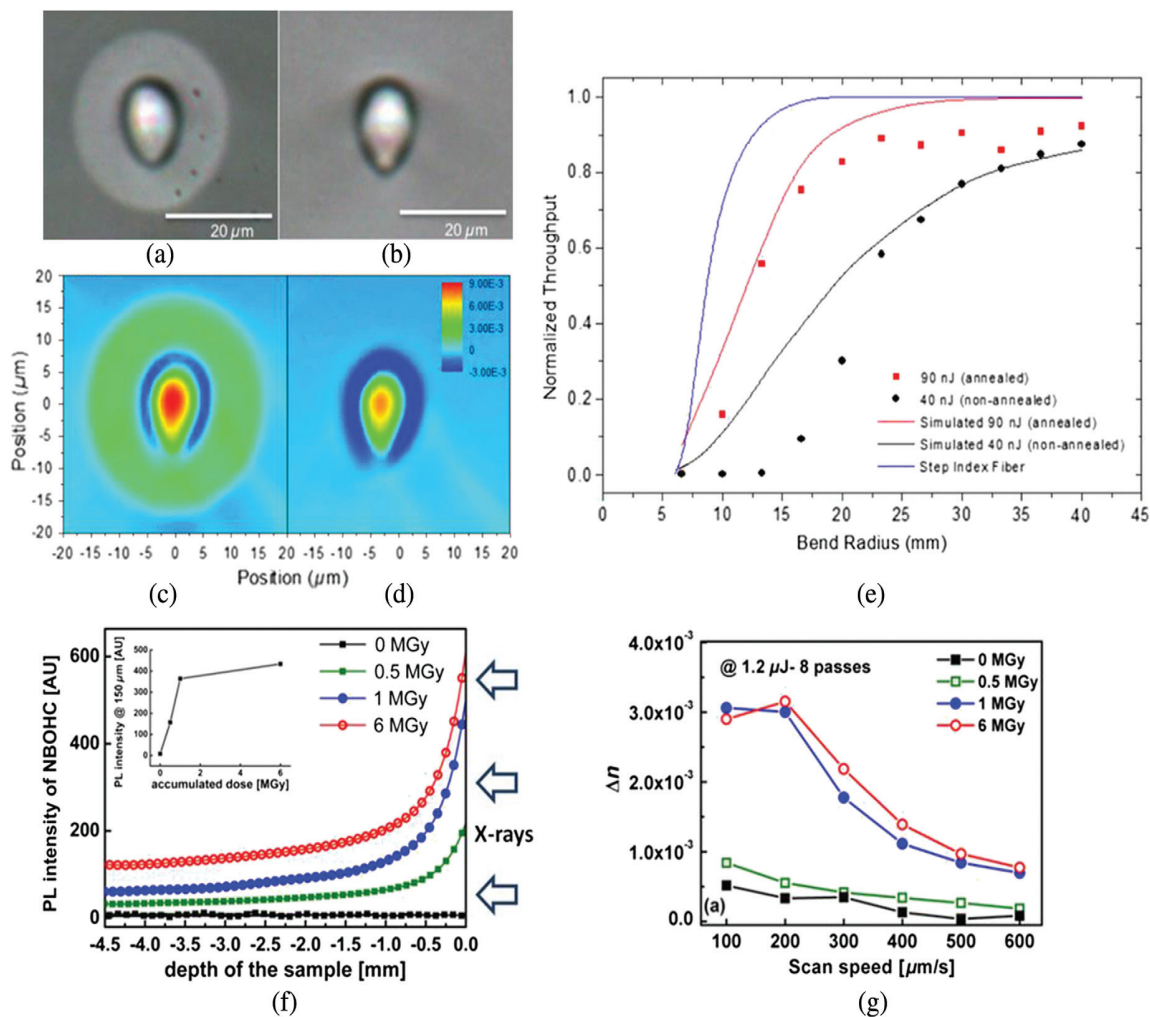 20 µm
20 µm
(a)
(b)
20
15
10
5
0
-5
-10
-15
-20
Position (µm)
-20 -15 -10 -5 0 5 10 15 20 -15 -10 -5 0 5 10 15 20
Position (µm)
9.00E-3
6.00E-3
3.00E-3
0
-3.00E-3
(c)
(d)
1.0
0.8
0.6
0.4
0.2
0.0
Normalized Throughput
90 nJ (annealed)
40 nJ (non-annealed)
Simulated 90 nJ (annealed)
Simulated 40 nJ (non-annealed)
Step Index Fiber
0 5 10 15 20 25 30 35 40 45
Bend Radius (mm)
(e)
PL intensity of NBOHC [AU]
600
400
200
0
PL intensity @ 150 µm [AU]
500
400
300
200
100
0
0 2 4 6
accumulated dose [MGy]
0 MGy
0.5 MGy
1 MGy
6 MGy
X-rays
-4.5 -4.0 -3.5 -3.0 -2.5 -2.0 -1.5 -1.0 -0.5 0.0
depth of the sample [mm]
(f)
4.0x10⁻³
3.0x10⁻³
2.0x10⁻³
1.0x10⁻³
0.0
Δn
@ 1.2 µJ- 8 passes
0 MGy
0.5 MGy
1 MGy
6 MGy
(a)
100 200 300 400 500 600
Scan speed [µm/s]
(g)